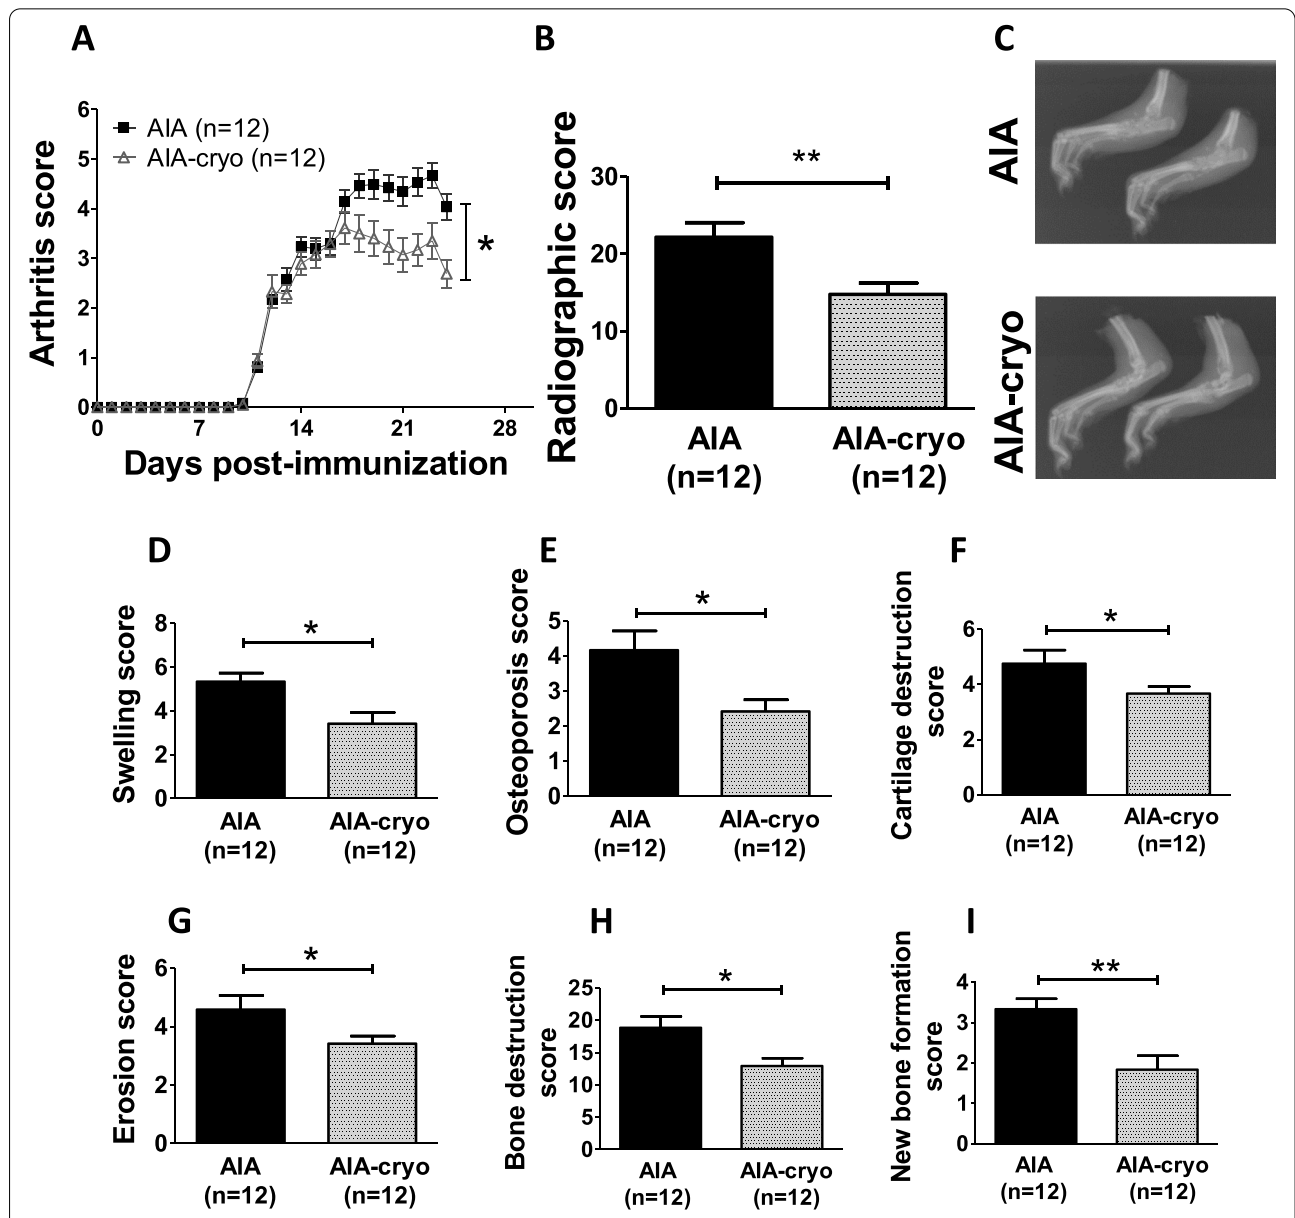 A
Arthritis score
6
5
4
3
2
1
0
AIA (n=12)
AIA-cryo (n=12)
*
0 7 14 21 28
Days post-immunization
B
Radiographic score
30
20
10
0
**
AIA AIA-cryo
(n=12) (n=12)
C
AIA
AIA-cryo
D
Swelling score
8
6
4
2
0
*
AIA AIA-cryo
(n=12) (n=12)
E
Osteoporosis score
5
4
3
2
1
0
*
AIA AIA-cryo
(n=12) (n=12)
F
Cartilage destruction
score
6
4
2
0
*
AIA AIA-cryo
(n=12) (n=12)
G
Erosion score
6
4
2
0
*
AIA AIA-cryo
(n=12) (n=12)
H
Bone destruction
score
25
20
15
10
5
0
*
AIA AIA-cryo
(n=12) (n=12)
I
New bone formation
score
4
3
2
1
0
**
AIA AIA-cryo
(n=12) (n=12)